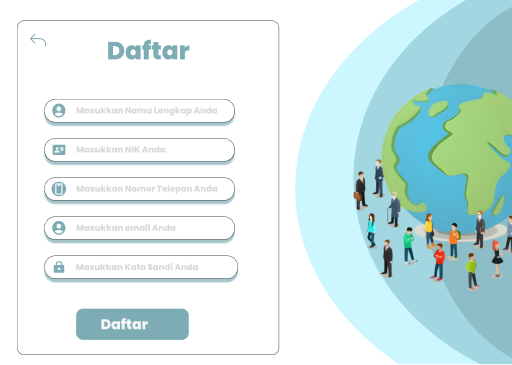 Daftar
Masukkan Nama Lengkap Anda
Masukkan NIK Anda
Masukkan Nomor Telepon Anda
Masukkan email Anda
Masukkan Kata Sandi Anda
Daftar